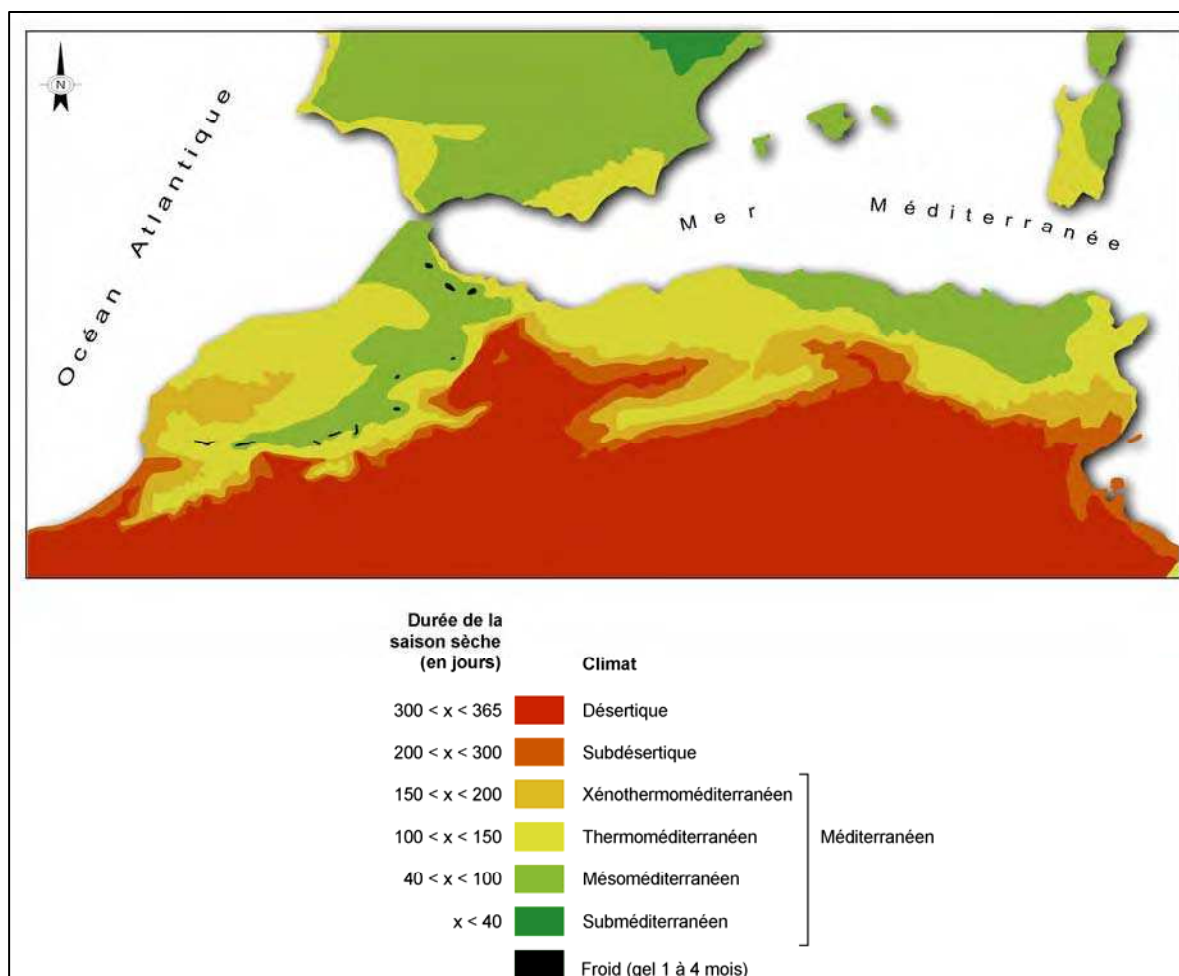 N
Océan Atlantique
Mer Méditerranée
Durée de la
saison sèche
(en jours)
Climat
300 < x < 365 Désertique
200 < x < 300 Subdésertique
150 < x < 200 Xénothermoméditerranéen
100 < x < 150 Thermoméditerranéen
Méditerranéen
40 < x < 100 Mésoméditerranéen
x < 40 Subméditerranéen
Froid (gel 1 à 4 mois)